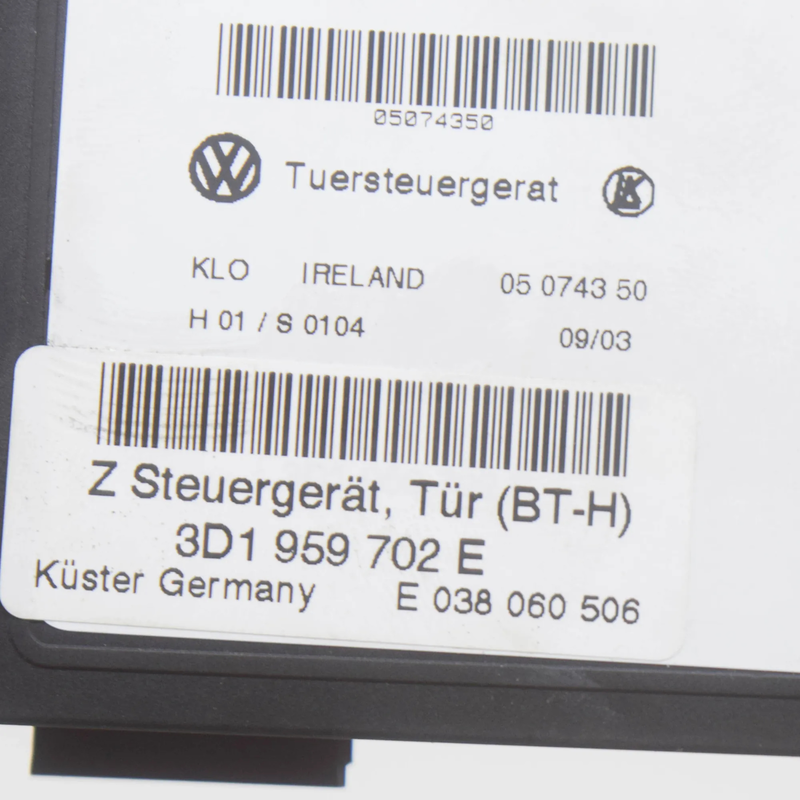 05074350
VW Tuersteuergerat K
KLO IRELAND 05 0743 50
H 01 / S 0104 09/03
Z Steuergerät, Tür (BT-H)
3D1 959 702 E
Küster Germany E 038 060 506